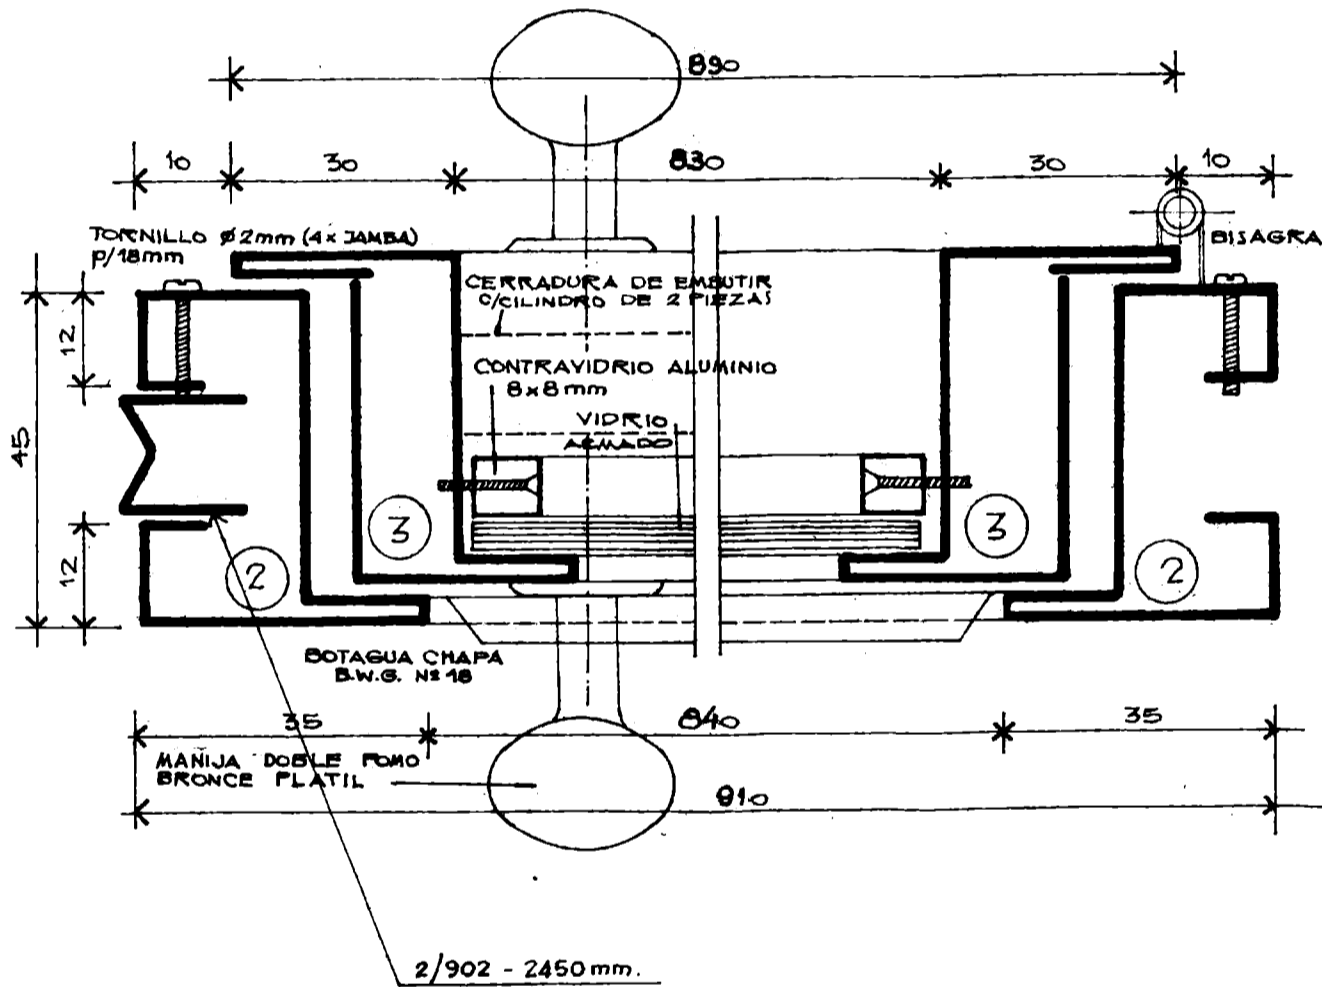 890
10 30 830 30 10
TORNILLO Ø2mm (4x JAMBA)
p/18mm
BISAGRA
CERRADURA DE EMBUTIR
C/CILINDRO DE 2 PIEZAS
12
CONTRAVIDRIO ALUMINIO
8x8mm
VIDRIO
ARMADO
45
3 3
2 2
12
BOTAGUA CHAPA
B.W.G. Nº 18
35 840 35
MANIJA DOBLE POMO
BRONCE PLATIL
910
2/902 - 2450mm.